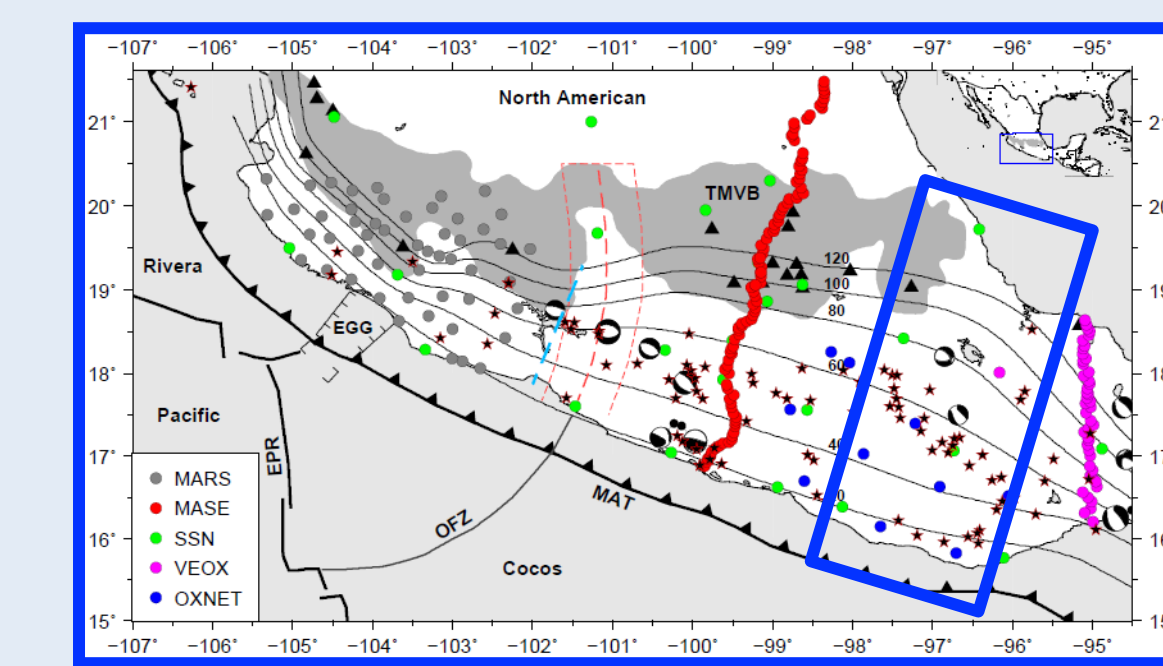 −107° −106° −105° −104° −103° −102° −101° −100° −99° −98° −97° −96° −95°
North American
21°
TMVB
20°
120
Rivera
100
19°
80
EGG
60
18°
Pacific
EPR
17°
MARS
MASE
MAT
SSN
OFZ
16°
VEOX
Cocos
OXNET
15°
−107° −106° −105° −104° −103° −102° −101° −100° −99° −98° −97° −96° −95°